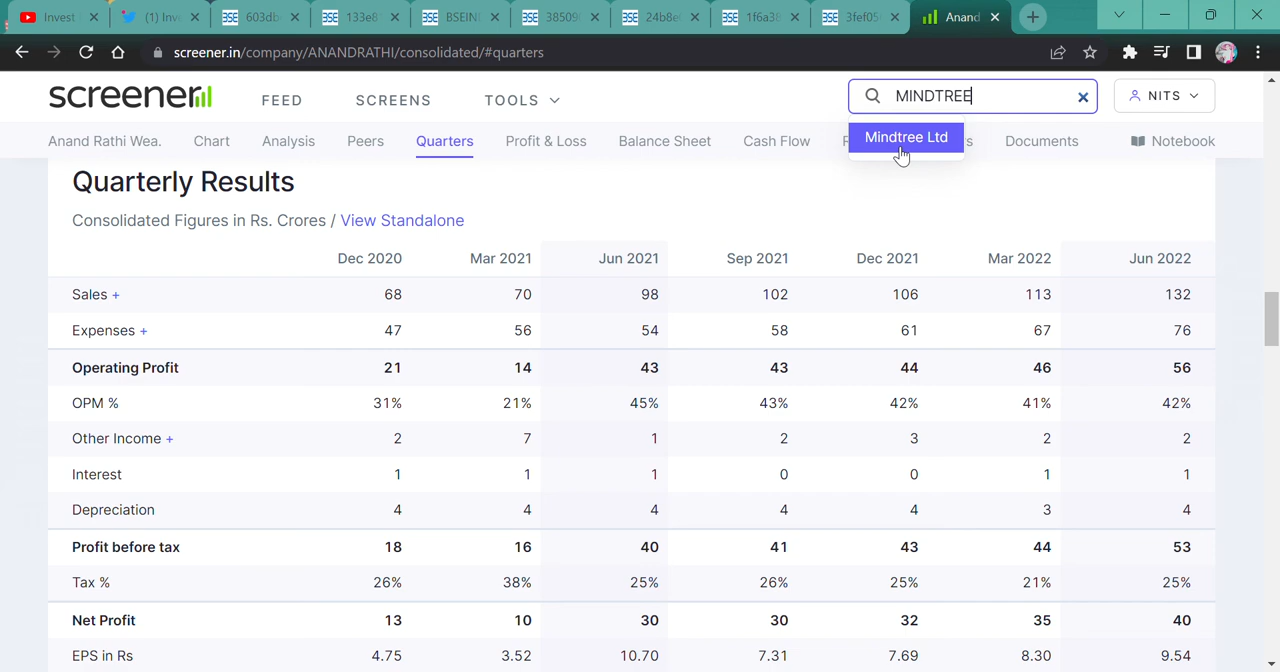 Invest (1) Inv 603db 133e8 BSEIN 38509 24b8e 1f6a38 3fef05 Anand
screener.in/company/ANANDRATHI/consolidated/#quarters
screener FEED SCREENS TOOLS MINDTREE NITS
Anand Rathi Wea. Chart Analysis Peers Quarters Profit & Loss Balance Sheet Cash Flow Mindtree Ltd Documents Notebook
Quarterly Results
Consolidated Figures in Rs. Crores / View Standalone
Dec 2020 Mar 2021 Jun 2021 Sep 2021 Dec 2021 Mar 2022 Jun 2022
Sales + 68 70 98 102 106 113 132
Expenses + 47 56 54 58 61 67 76
Operating Profit 21 14 43 43 44 46 56
OPM % 31% 21% 45% 43% 42% 41% 42%
Other Income + 2 7 1 2 3 2 2
Interest 1 1 1 0 0 1 1
Depreciation 4 4 4 4 4 3 4
Profit before tax 18 16 40 41 43 44 53
Tax % 26% 38% 25% 26% 25% 21% 25%
Net Profit 13 10 30 30 32 35 40
EPS in Rs 4.75 3.52 10.70 7.31 7.69 8.30 9.54